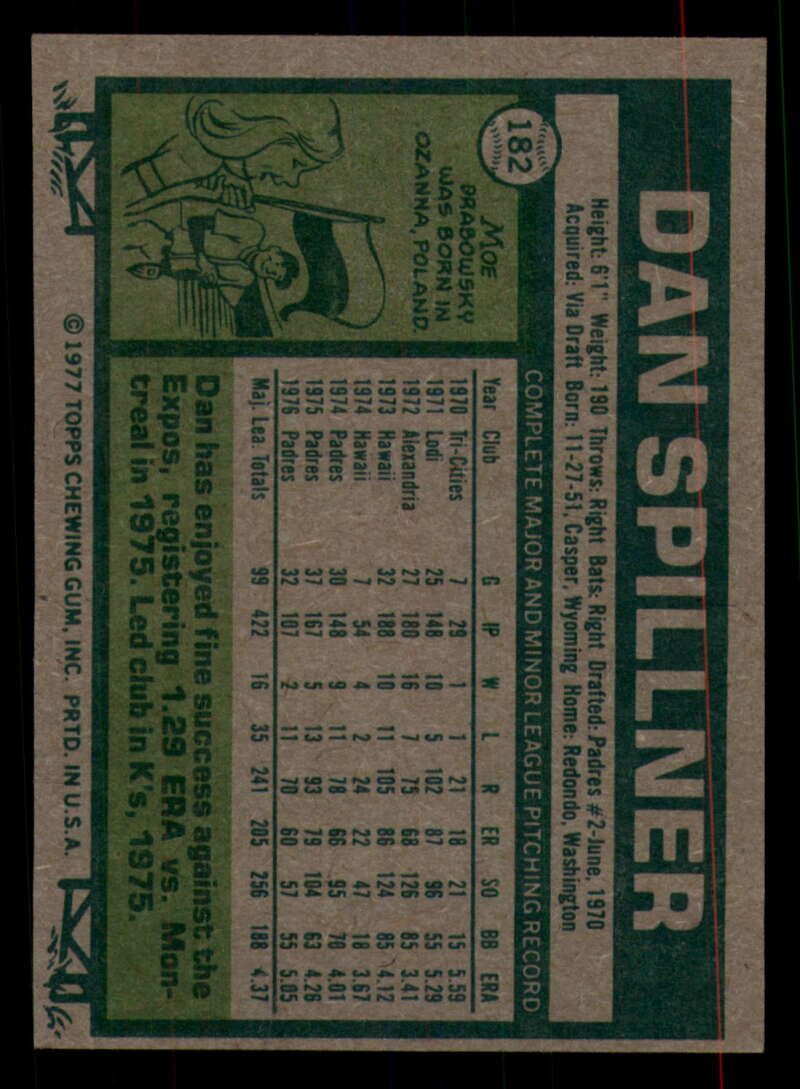 182
DAN SPILLNER
Height: 6'1" Weight: 190 Throws: Right Bats: Right Drafted: Padres #2-June, 1970
Acquired: Via Draft Born: 11-27-51, Casper, Wyoming Home: Redondo, Washington
MOE
GRABOWSKY
WAS BORN IN
OZANNA, POLAND.
COMPLETE MAJOR AND MINOR LEAGUE PITCHING RECORD
Year Club G IP W L R ER SO BB ERA
1970 Tri-Cities 7 29 1 1 21 18 21 15 5.59
1971 Lodi 25 148 10 5 102 87 96 55 5.29
1972 Alexandria 27 180 16 7 75 68 126 85 3.41
1973 Hawaii 32 188 10 11 105 86 124 85 4.12
1974 Hawaii 7 54 4 2 24 22 47 18 3.67
1974 Padres 30 148 9 11 78 66 95 70 4.01
1975 Padres 37 167 5 13 93 79 104 63 4.26
1976 Padres 32 107 2 11 70 60 57 55 5.05
Maj. Lea. Totals 99 422 16 35 241 205 256 188 4.37
Dan has enjoyed fine success against the
Expos, registering 1.29 ERA vs. Mon-
treal in 1975. Led club in K's, 1975.
© 1977 TOPPS CHEWING GUM, INC. PRTD. IN U.S.A.